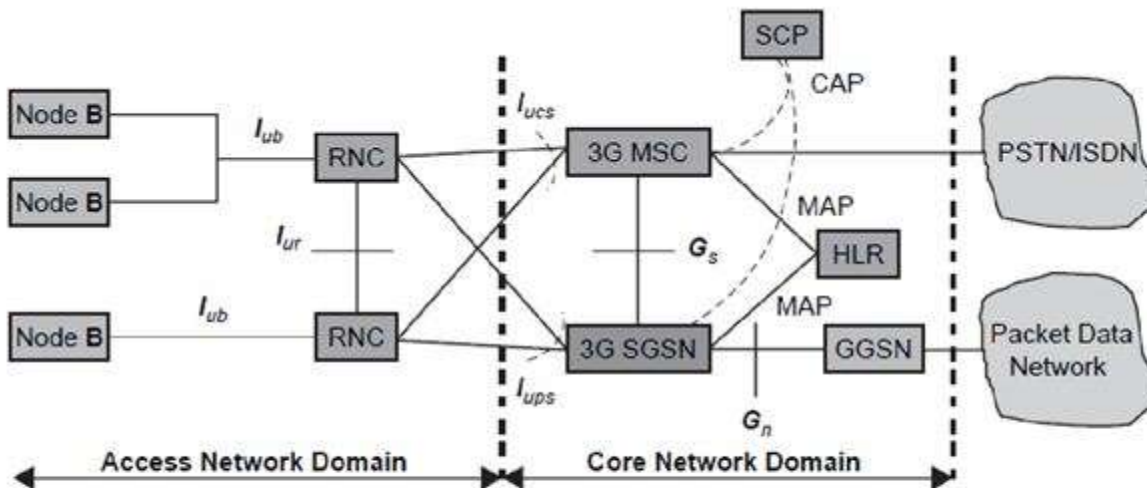 SCP
CAP
Node B
Iub
Iucs
RNC
3G MSC
PSTN/ISDN
Node B
MAP
Iur
Gs
HLR
MAP
Node B
Iub
RNC
3G SGSN
GGSN
Packet Data
Network
Iups
Gn
Access Network Domain
Core Network Domain